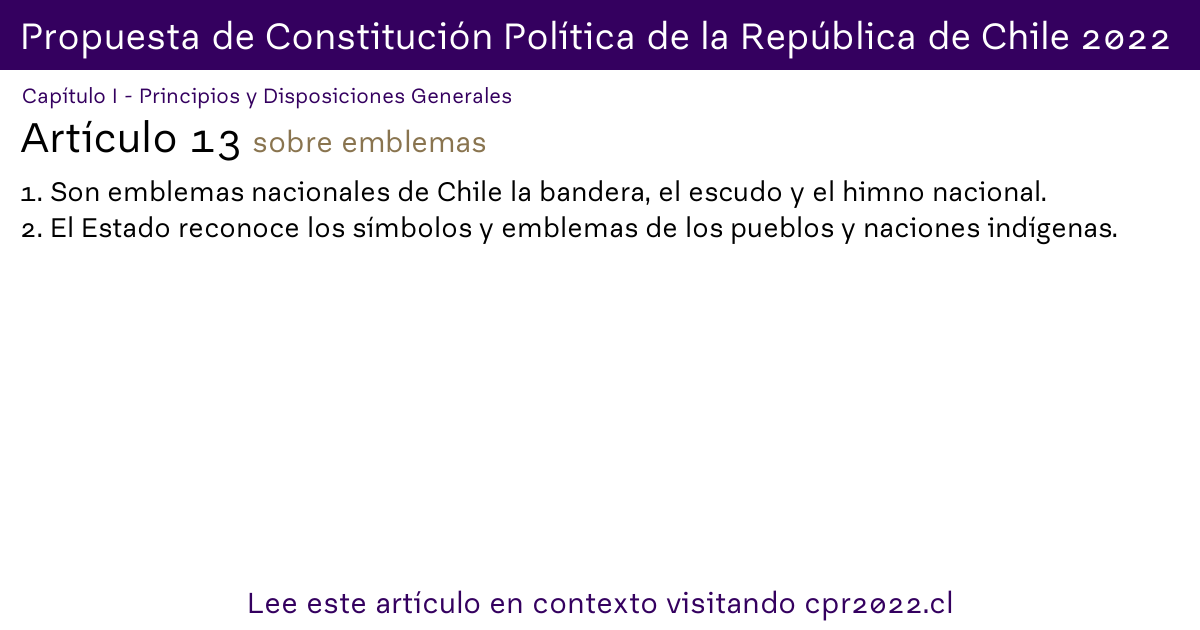 Propuesta de Constitución Política de la República de Chile 2022
Capítulo I - Principios y Disposiciones Generales
Artículo 13 sobre emblemas
1. Son emblemas nacionales de Chile la bandera, el escudo y el himno nacional.
2. El Estado reconoce los símbolos y emblemas de los pueblos y naciones indígenas.
Lee este artículo en contexto visitando cpr2022.cl